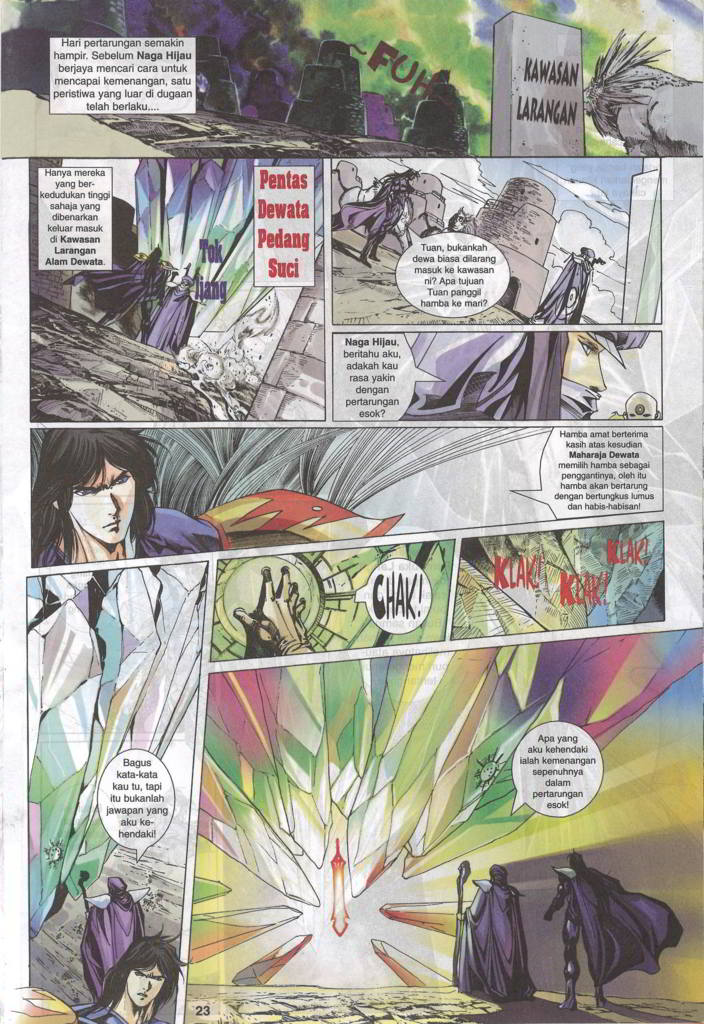 Hari pertarungan semakin
hampir. Sebelum Naga Hijau
berjaya mencari cara untuk
mencapai kemenangan, satu
peristiwa yang luar di dugaan
telah berlaku....
FUH
KAWASAN
LARANGAN
Hanya mereka
yang ber-
kedudukan tinggi
sahaja yang
dibenarkan
keluar masuk
di Kawasan
Larangan
Alam Dewata.
Pentas
Dewata
Pedang
Suci
Tok
Jiang
Tuan, bukankah
dewa biasa dilarang
masuk ke kawasan
ni? Apa tujuan
Tuan panggil
hamba ke mari?
Naga Hijau,
beritahu aku,
adakah kau
rasa yakin
dengan
pertarungan
esok?
Hamba amat berterima
kasih atas kesudian
Maharaja Dewata
memilih hamba sebagai
penggantinya, oleh itu
hamba akan bertarung
dengan bertungkus lumus
dan habis-habisan!
CHAK!
KLAK! KLAK! KLAK!
Bagus
kata-kata
kau tu, tapi
itu bukanlah
jawapan yang
aku ke-
hendaki!
Apa yang
aku kehendaki
ialah kemenangan
sepenuhnya
dalam
pertarungan
esok!
23